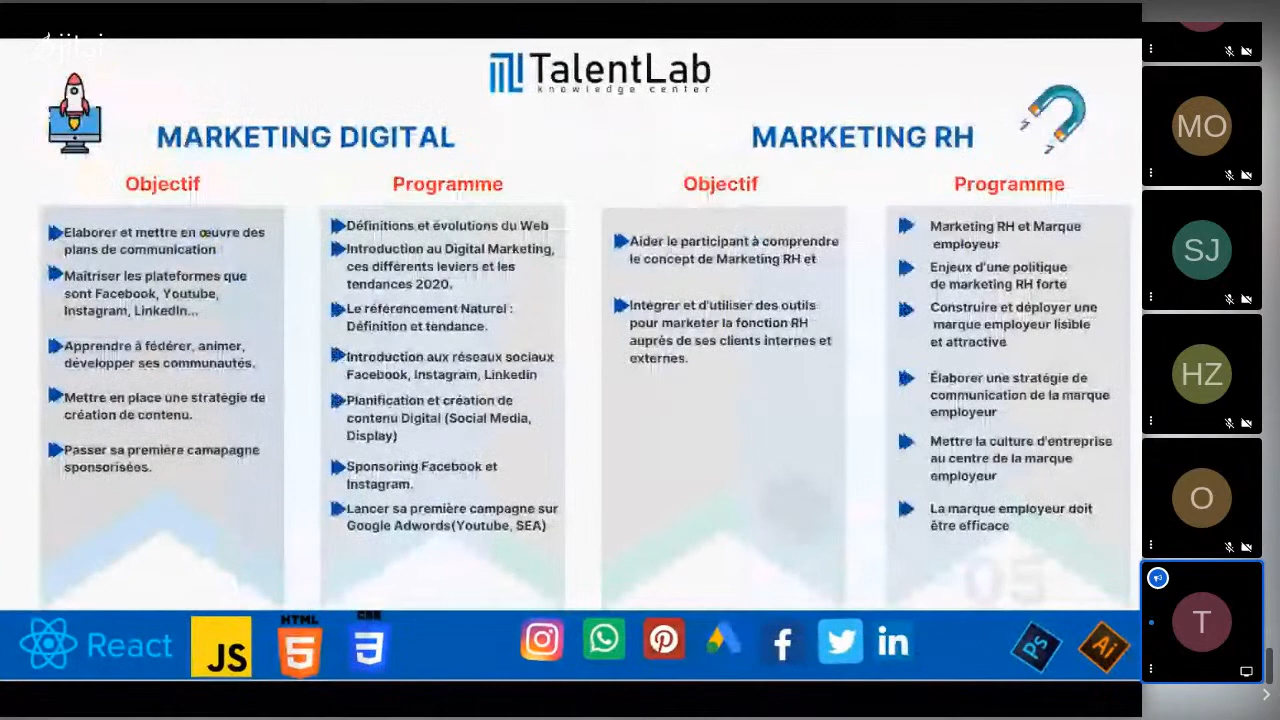 TalentLab
knowledge center
MARKETING DIGITAL
Objectif
Elaborer et mettre en œuvre des
plans de communication
Maitriser les plateformes que
sont Facebook, Youtube,
Instagram, LinkedIn...
Apprendre à fédérer, animer,
développer ses communautés.
Mettre en place une stratégie de
création de contenu.
Passer sa première camapagne
sponsorisées.
Programme
Définitions et évolutions du Web
Introduction au Digital Marketing,
ces différents leviers et les
tendances 2020.
Le référencement Naturel :
Définition et tendance.
Introduction aux réseaux sociaux
Facebook, Instagram, Linkedin
Planification et création de
contenu Digital (Social Media,
Display)
Sponsoring Facebook et
Instagram.
Lancer sa première campagne sur
Google Adwords(Youtube, SEA)
MARKETING RH
Objectif
Aider le participant à comprendre
le concept de Marketing RH et
Intégrer et d'utiliser des outils
pour marketer la fonction RH
auprès de ses clients internes et
externes.
Programme
Marketing RH et Marque
employeur
Enjeux d'une politique
de marketing RH forte
Construire et déployer une
marque employeur lisible
et attractive
Élaborer une stratégie de
communication de la marque
employeur
Mettre la culture d'entreprise
au centre de la marque
employeur
La marque employeur doit
être efficace
05
React
JS
HTML
5
CSS
3
in
Ps
Ai
MO
SJ
HZ
O
T